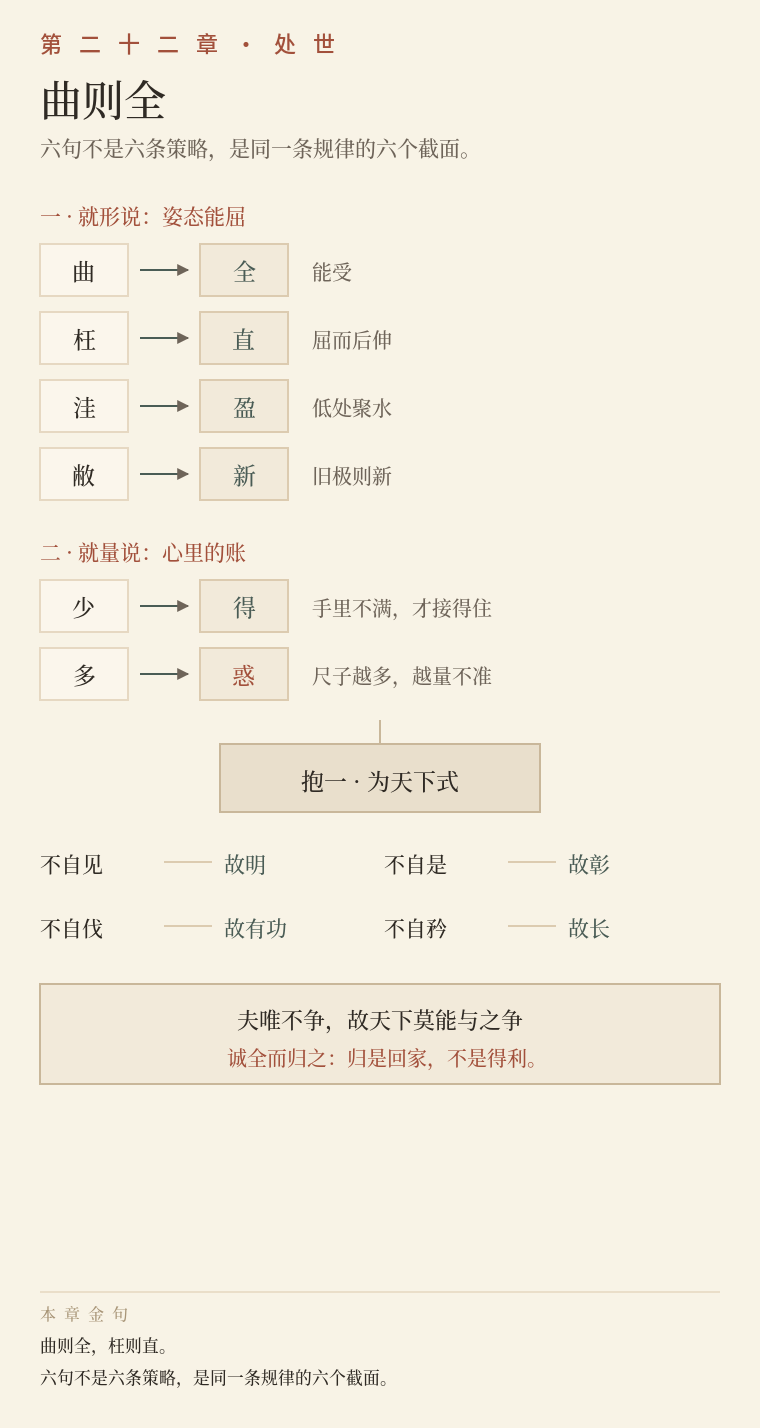 第二十二章・处世
曲则全
六句不是六条策略，是同一条规律的六个截面。
一·就形说：姿态能屈
曲 全 能受
枉 直 屈而后伸
洼 盈 低处聚水
敝 新 旧极则新
二·就量说：心里的账
少 得 手里不满，才接得住
多 惑 尺子越多，越量不准
抱一·为天下式
不自见 故明 不自是 故彰
不自伐 故有功 不自矜 故长
夫唯不争，故天下莫能与之争
诚全而归之：归是回家，不是得利。
本章金句
曲则全，枉则直。
六句不是六条策略，是同一条规律的六个截面。